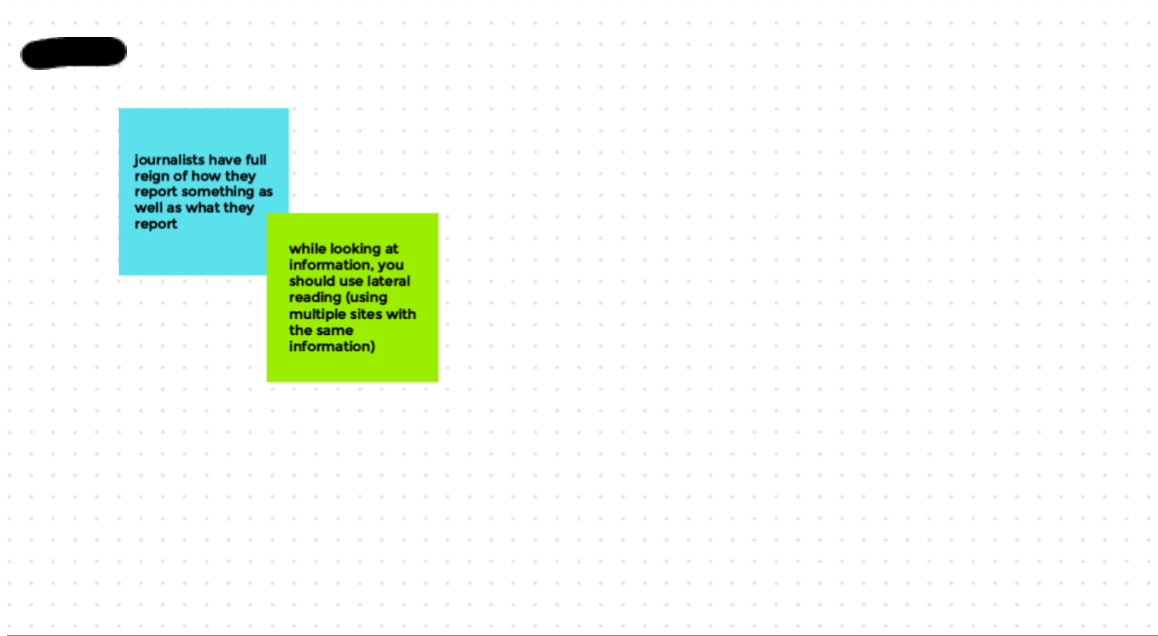 journalists have full
reign of how they
report something as
well as what they
report
while looking at
information, you
should use lateral
reading (using
multiple sites with
the same
information)